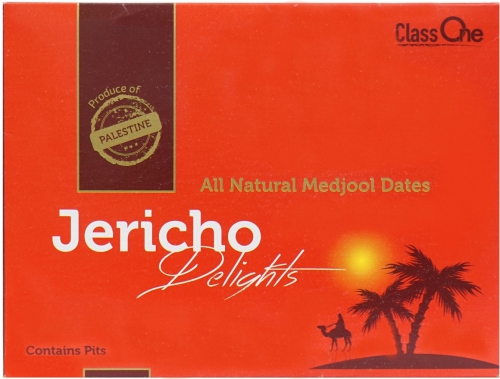 Class One
Produce of
PALESTINE
All Natural Medjool Dates
Jericho
Delights
Contains Pits